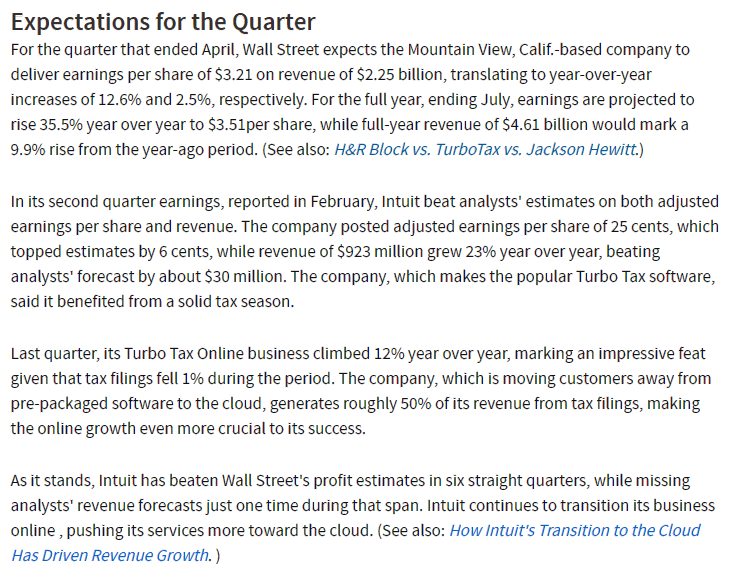 Expectations for the Quarter
For the quarter that ended April, Wall Street expects the Mountain View, Calif.-based company to
deliver earnings per share of $3.21 on revenue of $2.25 billion, translating to year-over-year
increases of 12.6% and 2.5%, respectively. For the full year, ending July, earnings are projected to
rise 35.5% year over year to $3.51per share, while full-year revenue of $4.61 billion would mark a
9.9% rise from the year-ago period. (See also: H&R Block vs. TurboTax vs. Jackson Hewitt.)
In its second quarter earnings, reported in February, Intuit beat analysts' estimates on both adjusted
earnings per share and revenue. The company posted adjusted earnings per share of 25 cents, which
topped estimates by 6 cents, while revenue of $923 million grew 23% year over year, beating
analysts' forecast by about $30 million. The company, which makes the popular Turbo Tax software,
said it benefited from a solid tax season.
Last quarter, its Turbo Tax Online business climbed 12% year over year, marking an impressive feat
given that tax filings fell 1% during the period. The company, which is moving customers away from
pre-packaged software to the cloud, generates roughly 50% of its revenue from tax filings, making
the online growth even more crucial to its success.
As it stands, Intuit has beaten Wall Street's profit estimates in six straight quarters, while missing
analysts' revenue forecasts just one time during that span. Intuit continues to transition its business
online , pushing its services more toward the cloud. (See also: How Intuit's Transition to the Cloud
Has Driven Revenue Growth. )